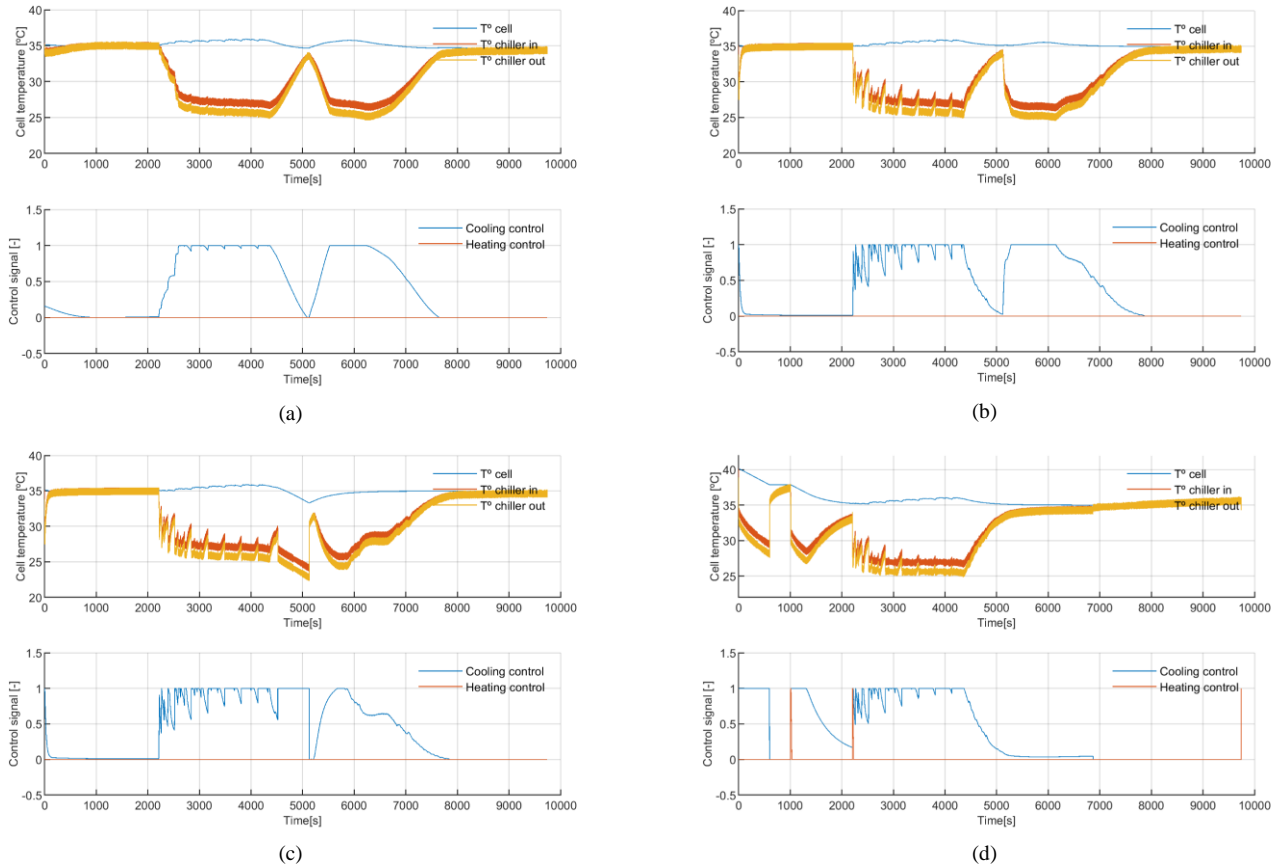 40
35
30
25
20
Cell temperature [ºC]
Tº cell
Tº chiller in
Tº chiller out
0 1000 2000 3000 4000 5000 6000 7000 8000 9000 10000
Time[s]
1.5
1
0.5
0
-0.5
Control signal [-]
Cooling control
Heating control
0 1000 2000 3000 4000 5000 6000 7000 8000 9000 10000
Time[s]
(a)
40
35
30
25
20
Cell temperature [ºC]
Tº cell
Tº chiller in
Tº chiller out
0 1000 2000 3000 4000 5000 6000 7000 8000 9000 10000
Time[s]
1.5
1
0.5
0
-0.5
Control signal [-]
Cooling control
Heating control
0 1000 2000 3000 4000 5000 6000 7000 8000 9000 10000
Time[s]
(b)
40
35
30
25
20
Cell temperature [ºC]
Tº cell
Tº chiller in
Tº chiller out
0 1000 2000 3000 4000 5000 6000 7000 8000 9000 10000
Time[s]
1.5
1
0.5
0
-0.5
Control signal [-]
Cooling control
Heating control
0 1000 2000 3000 4000 5000 6000 7000 8000 9000 10000
Time[s]
(c)
40
35
30
25
Cell temperature [ºC]
Tº cell
Tº chiller in
Tº chiller out
0 1000 2000 3000 4000 5000 6000 7000 8000 9000 10000
Time[s]
1.5
1
0.5
0
-0.5
Control signal [-]
Cooling control
Heating control
0 1000 2000 3000 4000 5000 6000 7000 8000 9000 10000
Time[s]
(d)